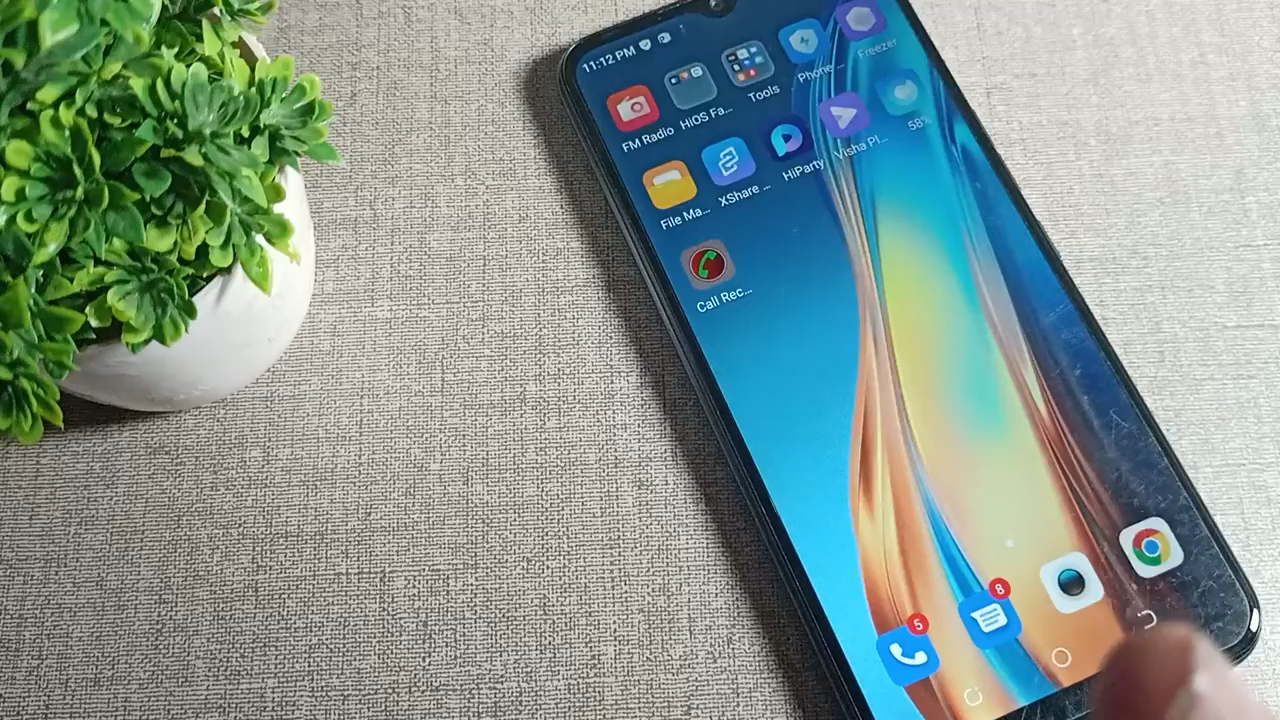 11:12 PM
FM Radio
HiOS Fa...
Tools
Phone ...
Freezer
File Ma...
XShare ...
HiParty
Visha Pl...
58%
Call Rec...
5
8